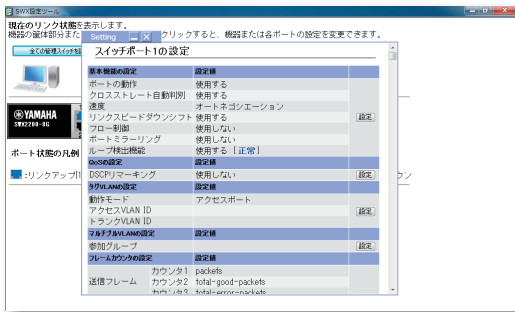 SWX設定ツール
現在のリンク状態を表示します。
機器の筐体部分また
クリックすると、機器または各ポートの設定を変更できます。
Setting
全ての管理スイッチを
スイッチポート1の設定
基本機能の設定 設定値
ポートの動作 使用する
クロスストレート自動判別 使用する
速度 オートネゴシエーション
リンクスピードダウンシフト 使用する
設定
フロー制御 使用しない
ポートミラーリング 使用しない
ループ検出機能 使用する [正常]
QoSの設定 設定値
DSCPリマーキング 使用しない 設定
タグVLANの設定 設定値
動作モード アクセスポート
アクセスVLAN ID 設定
トランクVLAN ID
マルチプルVLANの設定 設定値
参加グループ 設定
フレームカウンタの設定 設定値
カウンタ1 packets
送信フレーム カウンタ2 total-good-packets
カウンタ3 total-error-packets
YAMAHA
SWX2200-8G
ポート状態の凡例
:リンクアップ[1
ウン